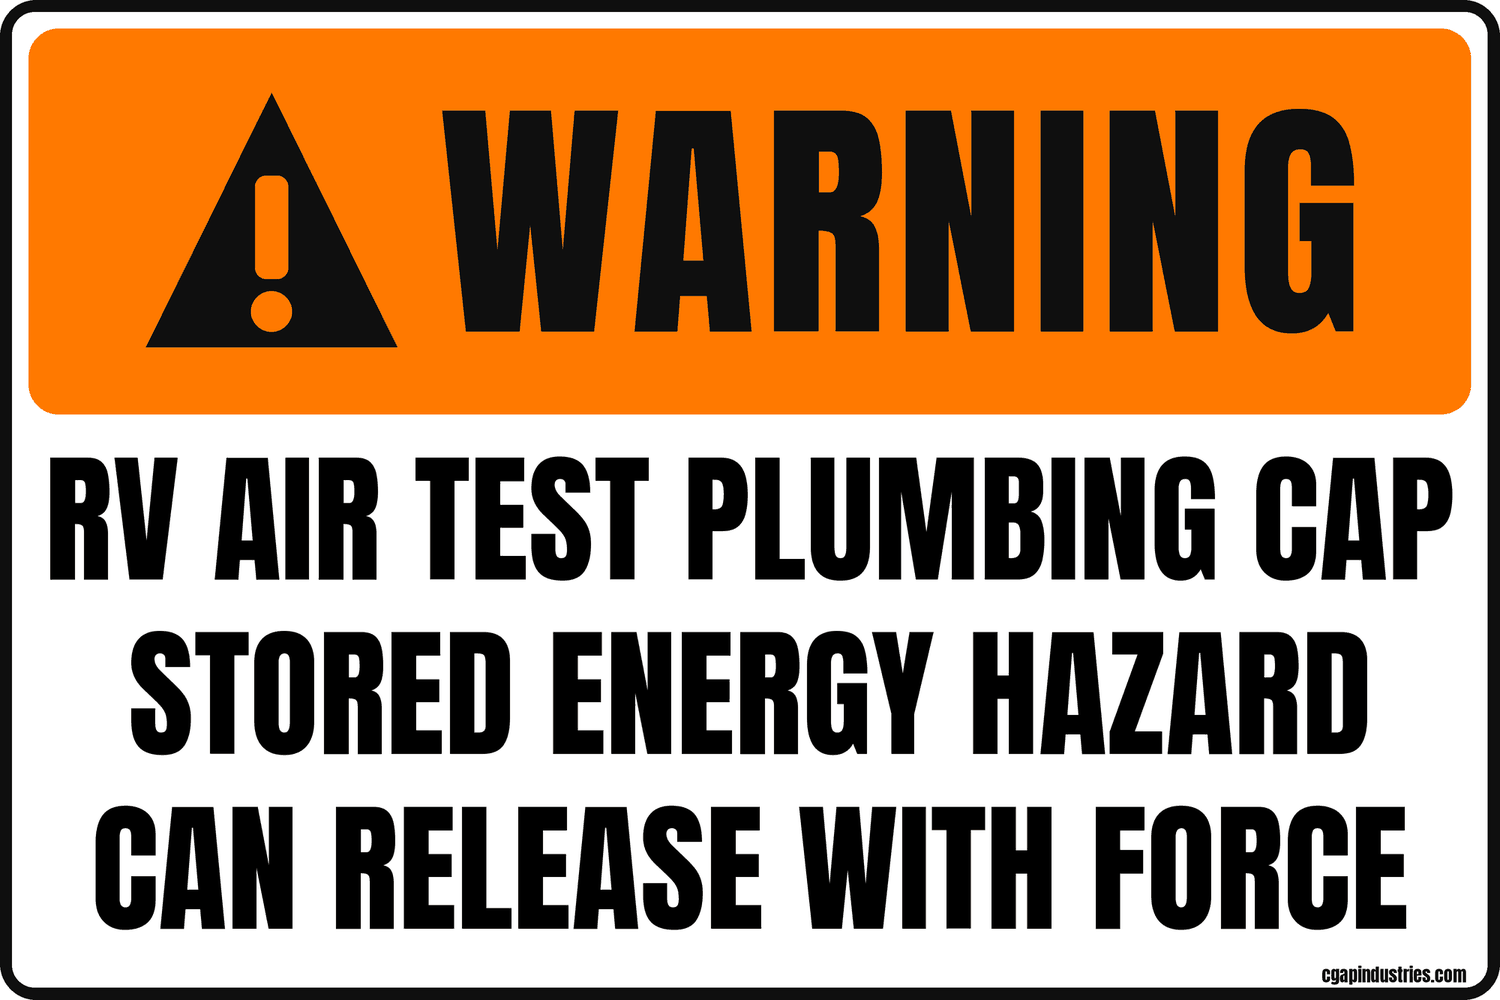 WARNING
RV AIR TEST PLUMBING CAP
STORED ENERGY HAZARD
CAN RELEASE WITH FORCE
cgapindustries.com